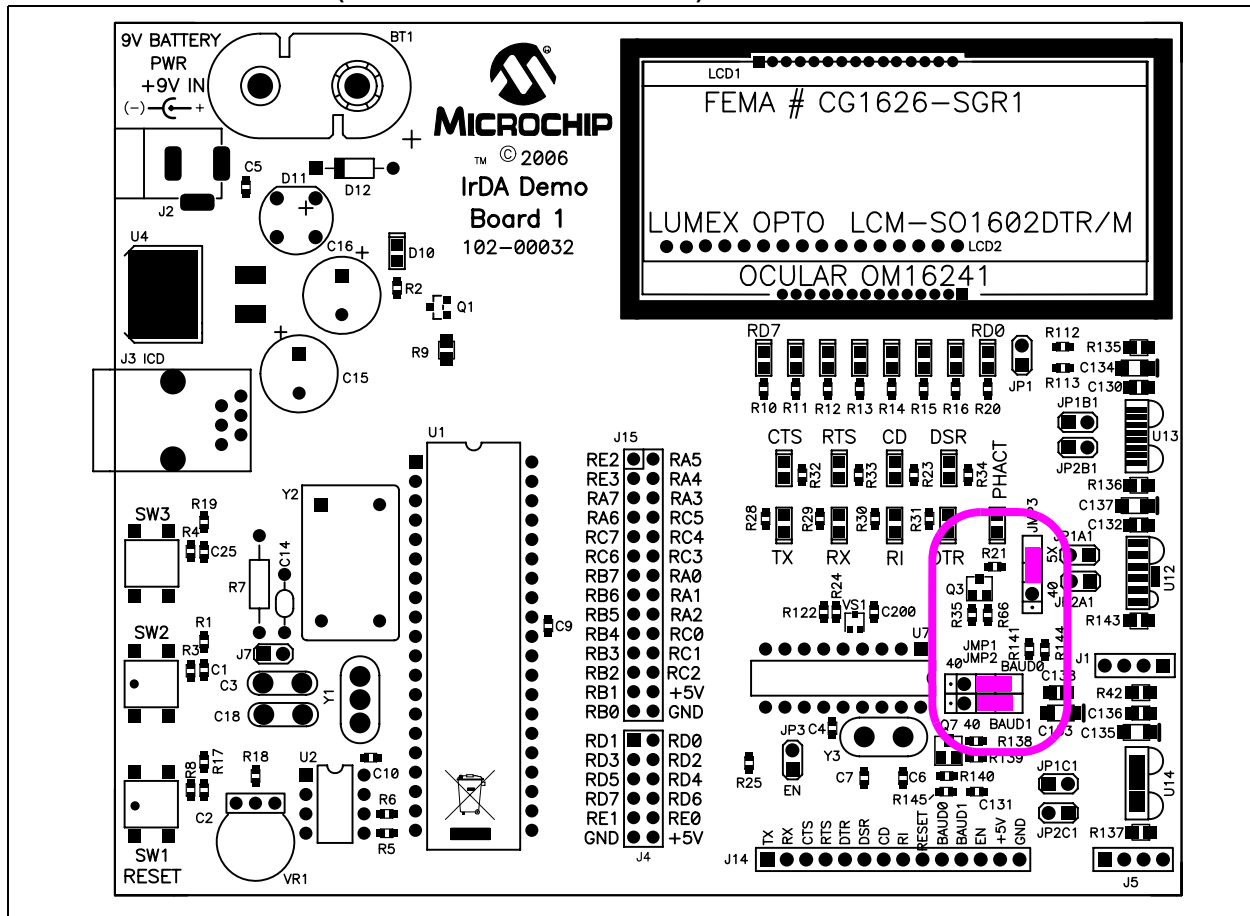 9V BATTERY
PWR
+9V IN
(-) +
BT1
+
J2
C5
D11
+
D12
MICROCHIP
TM © 2006
IrDA Demo
Board 1
102-00032
LCD1
FEMA # CG1626-SGR1
LUMEX OPTO LCM-SO1602DTR/M
LCD2
OCULAR OM16241
U4
C16
+
D10
R2
Q1
R9
+
C15
J3 ICD
RD7
RD0
JP1
R112
R113
R135
C134
C130
R10
R11
R12
R13
R14
R15
R16
R20
JP1B1
JP2B1
U13
CTS
RTS
CD
DSR
PHACT
R32
R33
R23
R34
R28
R29
R30
R31
TX
RX
RI
DTR
R21
JMP3
5X
40
R136
C137
C132
JP1A1
JP2A1
U12
R143
U1
J15
RE2 RA5
RE3 RA4
RA7 RA3
RA6 RC5
RC7 RC4
RC6 RC3
RB7 RA0
RB6 RA1
RB5 RA2
RB4 RC0
RB3 RC1
RB2 RC2
RB1 +5V
RB0 GND
RD1 RD0
RD3 RD2
RD5 RD4
RD7 RD6
RE1 RE0
GND +5V
J4
SW3
R19
R4
C25
R7
C14
Y2
SW2
R1
R3
C1
J7
C3
C18
Y1
C9
R17
R8
C2
R18
U2
C10
R6
R5
SW1
RESET
VR1
R24
R122
VS1
C200
U7
Q3
R35
R66
R141
R144
JMP1
JMP2
40
BAUD0
C138
J1
R42
C136
C135
Q7 40
BAUD1
R138
R139
R140
R145
C131
JP3
EN
C4
Y3
C7
C6
R25
JP1C1
JP2C1
U14
R137
J14
TX
RX
CTS
RTS
DTR
DSR
CD
RI
RESET
BAUD0
BAUD1
EN
+5V
GND
J5